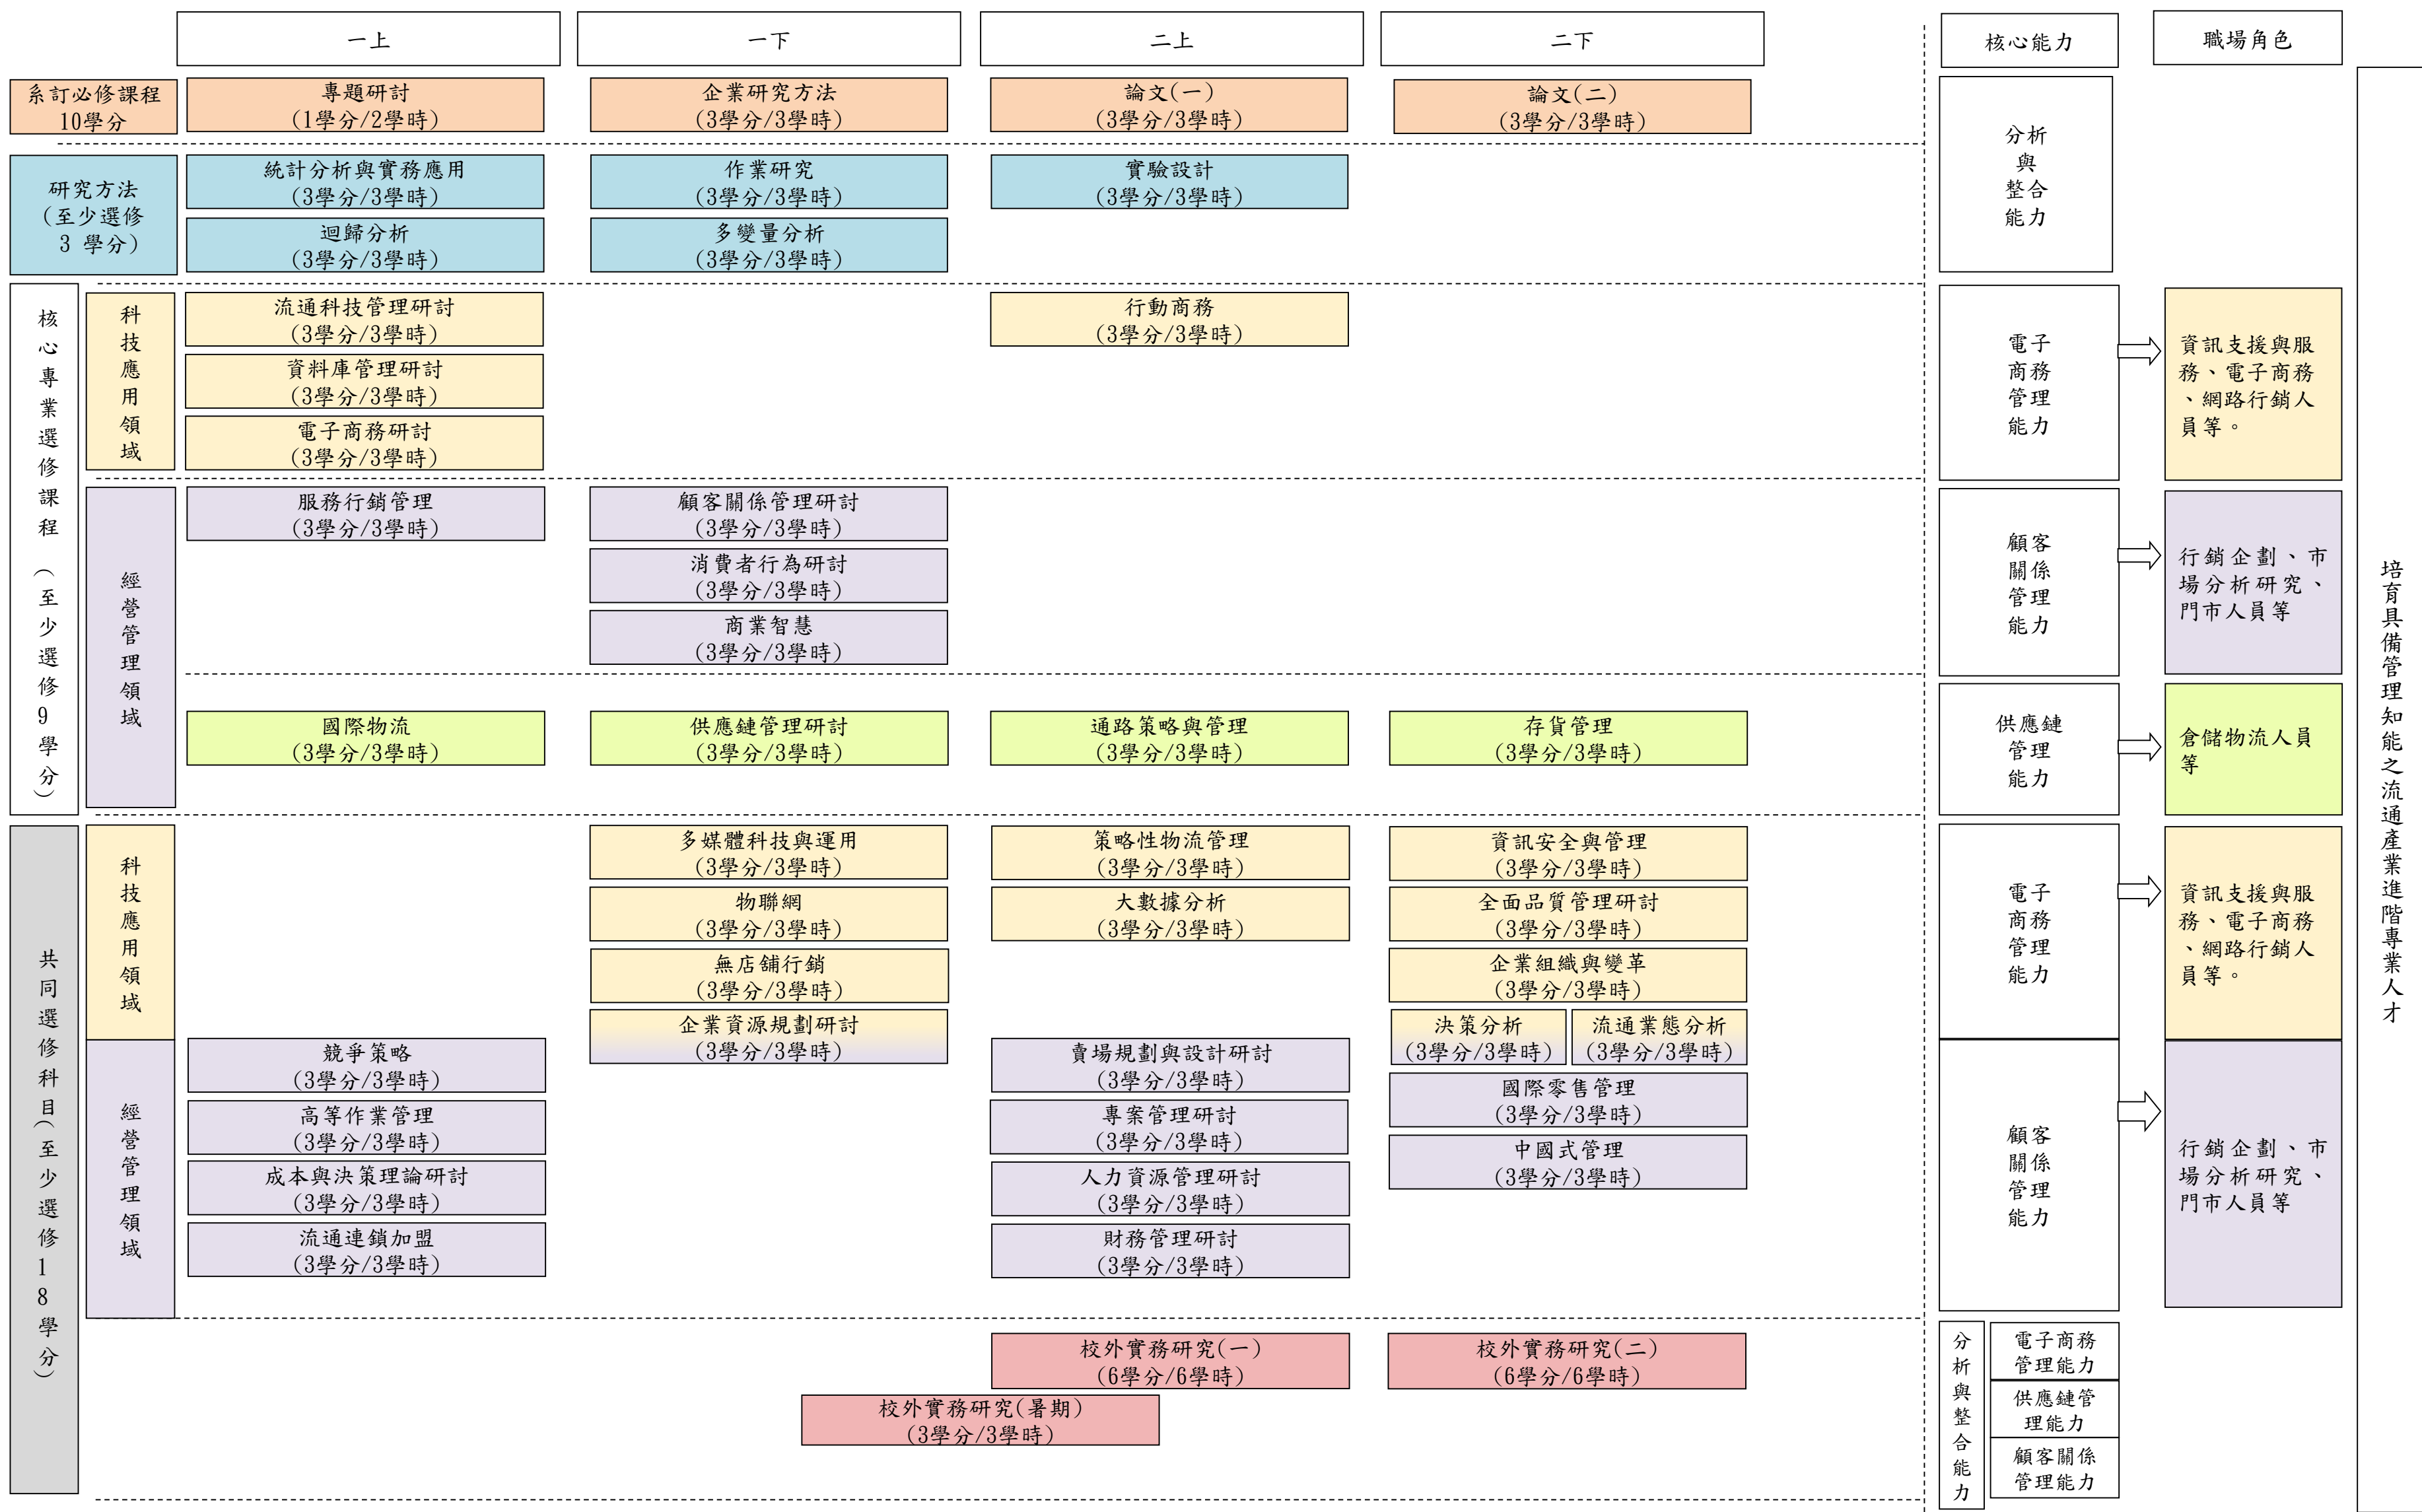 一上
一下
二上
二下
核心能力
職場角色
系訂必修課程
10學分
專題研討
(1學分/2學時)
企業研究方法
(3學分/3學時)
論文(一)
(3學分/3學時)
論文(二)
(3學分/3學時)
研究方法
(至少選修
3 學分)
統計分析與實務應用
(3學分/3學時)
作業研究
(3學分/3學時)
實驗設計
(3學分/3學時)
迴歸分析
(3學分/3學時)
多變量分析
(3學分/3學時)
分析
與
整合
能力
核心專業選修課程(至少選修9學分)
科技應用領域
流通科技管理研討
(3學分/3學時)
行動商務
(3學分/3學時)
資料庫管理研討
(3學分/3學時)
電子商務研討
(3學分/3學時)
電子
商務
管理
能力
資訊支援與服
務、電子商務
、網路行銷人
員等。
經營管理領域
服務行銷管理
(3學分/3學時)
顧客關係管理研討
(3學分/3學時)
消費者行為研討
(3學分/3學時)
商業智慧
(3學分/3學時)
顧客
關係
管理
能力
行銷企劃、市
場分析研究、
門市人員等
國際物流
(3學分/3學時)
供應鏈管理研討
(3學分/3學時)
通路策略與管理
(3學分/3學時)
存貨管理
(3學分/3學時)
供應鏈
管理
能力
倉儲物流人員
等
共同選修科目(至少選修18學分)
科技應用領域
多媒體科技與運用
(3學分/3學時)
策略性物流管理
(3學分/3學時)
資訊安全與管理
(3學分/3學時)
物聯網
(3學分/3學時)
大數據分析
(3學分/3學時)
全面品質管理研討
(3學分/3學時)
無店舖行銷
(3學分/3學時)
企業組織與變革
(3學分/3學時)
企業資源規劃研討
(3學分/3學時)
決策分析
(3學分/3學時)
流通業態分析
(3學分/3學時)
電子
商務
管理
能力
資訊支援與服
務、電子商務
、網路行銷人
員等。
經營管理領域
競爭策略
(3學分/3學時)
賣場規劃與設計研討
(3學分/3學時)
國際零售管理
(3學分/3學時)
高等作業管理
(3學分/3學時)
專案管理研討
(3學分/3學時)
中國式管理
(3學分/3學時)
成本與決策理論研討
(3學分/3學時)
人力資源管理研討
(3學分/3學時)
流通連鎖加盟
(3學分/3學時)
財務管理研討
(3學分/3學時)
顧客
關係
管理
能力
行銷企劃、市
場分析研究、
門市人員等
校外實務研究(一)
(6學分/6學時)
校外實務研究(二)
(6學分/6學時)
校外實務研究(暑期)
(3學分/3學時)
分析與整合能力
電子商務
管理能力
供應鏈管
理能力
顧客關係
管理能力
培育具備管理知能之流通產業進階專業人才